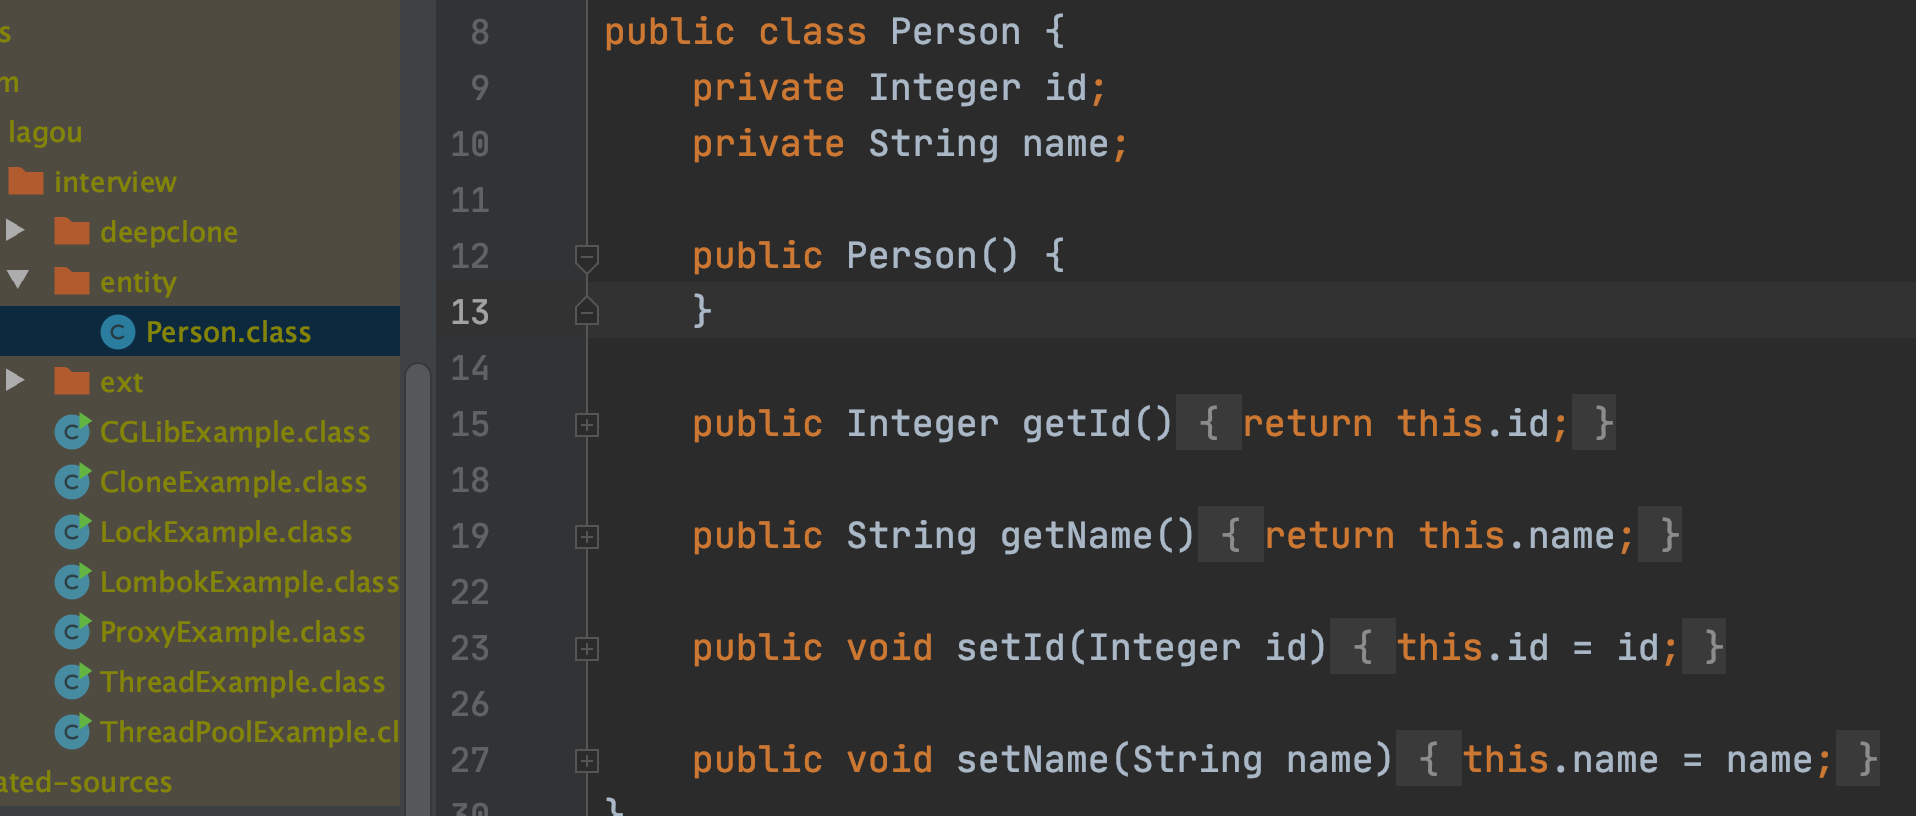 s
m
lagou
interview
deepclone
entity
Person.class
ext
CGLibExample.class
CloneExample.class
LockExample.class
LombokExample.class
ProxyExample.class
ThreadExample.class
ThreadPoolExample.cl
ated-sources
8 public class Person {
9 private Integer id;
10 private String name;
11
12 public Person() {
13 }
14
15 public Integer getId() { return this.id; }
18
19 public String getName() { return this.name; }
22
23 public void setId(Integer id) { this.id = id; }
26
27 public void setName(String name) { this.name = name; }
30 }